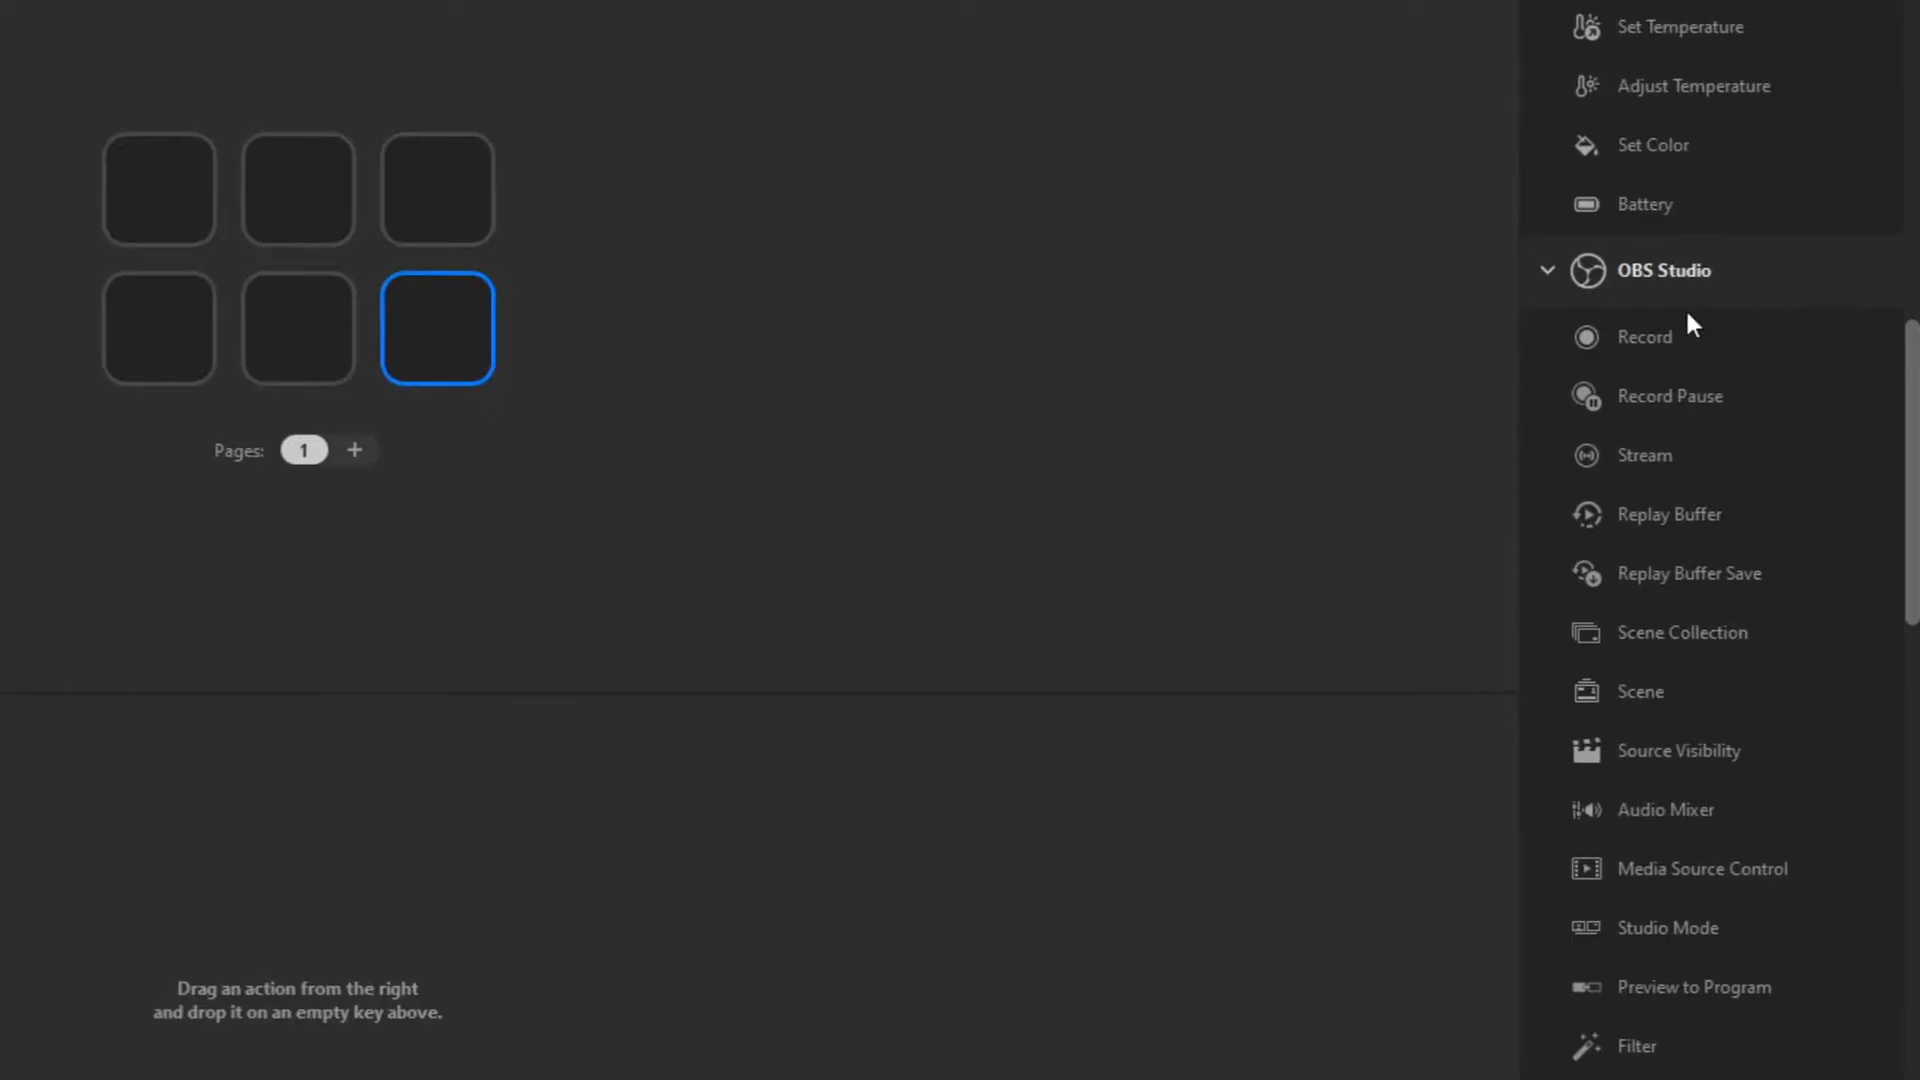 Set Temperature
Adjust Temperature
Set Color
Battery
OBS Studio
Record
Record Pause
Stream
Replay Buffer
Replay Buffer Save
Scene Collection
Scene
Source Visibility
Audio Mixer
Media Source Control
Studio Mode
Preview to Program
Filter
Pages: 1 +
Drag an action from the right
and drop it on an empty key above.